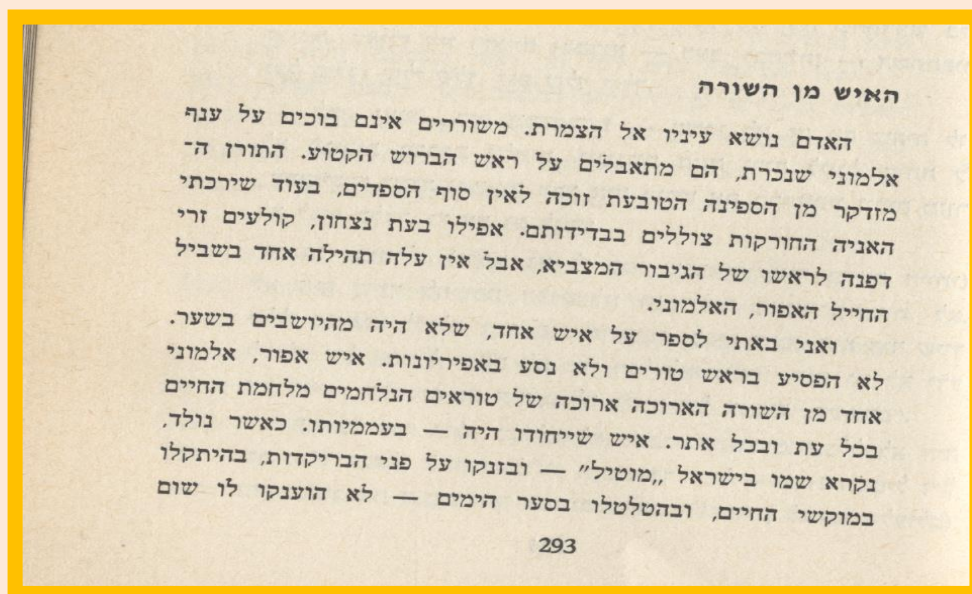 האיש מן השורה
האדם נושא עיניו אל הצמרת. משוררים אינם בוכים על ענף
אלמוני שנכרת, הם מתאבלים על ראש הברוש הקטוע. התורן ה־
מזדקר מן הספינה הטובעת זוכה לאין סוף הספדים, בעוד שירכתי
האניה החורקות צוללים בבדידותם. אפילו בעת נצחון, קולעים זרי
דפנה לראשו של הגיבור המצביא, אבל אין עלה תהילה אחד בשביל
החייל האפור, האלמוני.
ואני באתי לספר על איש אחד, שלא היה מהיושבים בשער.
לא הפסיע בראש טורים ולא נסע באפיריונות. איש אפור, אלמוני
אחד מן השורה הארוכה ארוכה של טוראים הנלחמים מלחמת החיים
בכל עת ובכל אתר. איש שייחודו היה — בעממיותו. כאשר נולד,
נקרא שמו בישראל „מוטיל” — ובזנקו על פני הבריקדות, בהיתקלו
במוקשי החיים, ובהטלטלו בסער הימים — לא הוענקו לו שום
293